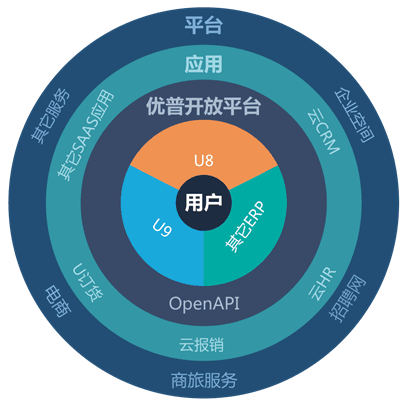 平台
应用
优普开放平台
其它服务
企业空间
其它SAAS应用
云CRM
U8
用户
U9
其它ERP
U订货
云HR
电商
招聘网
OpenAPI
云报销
商旅服务